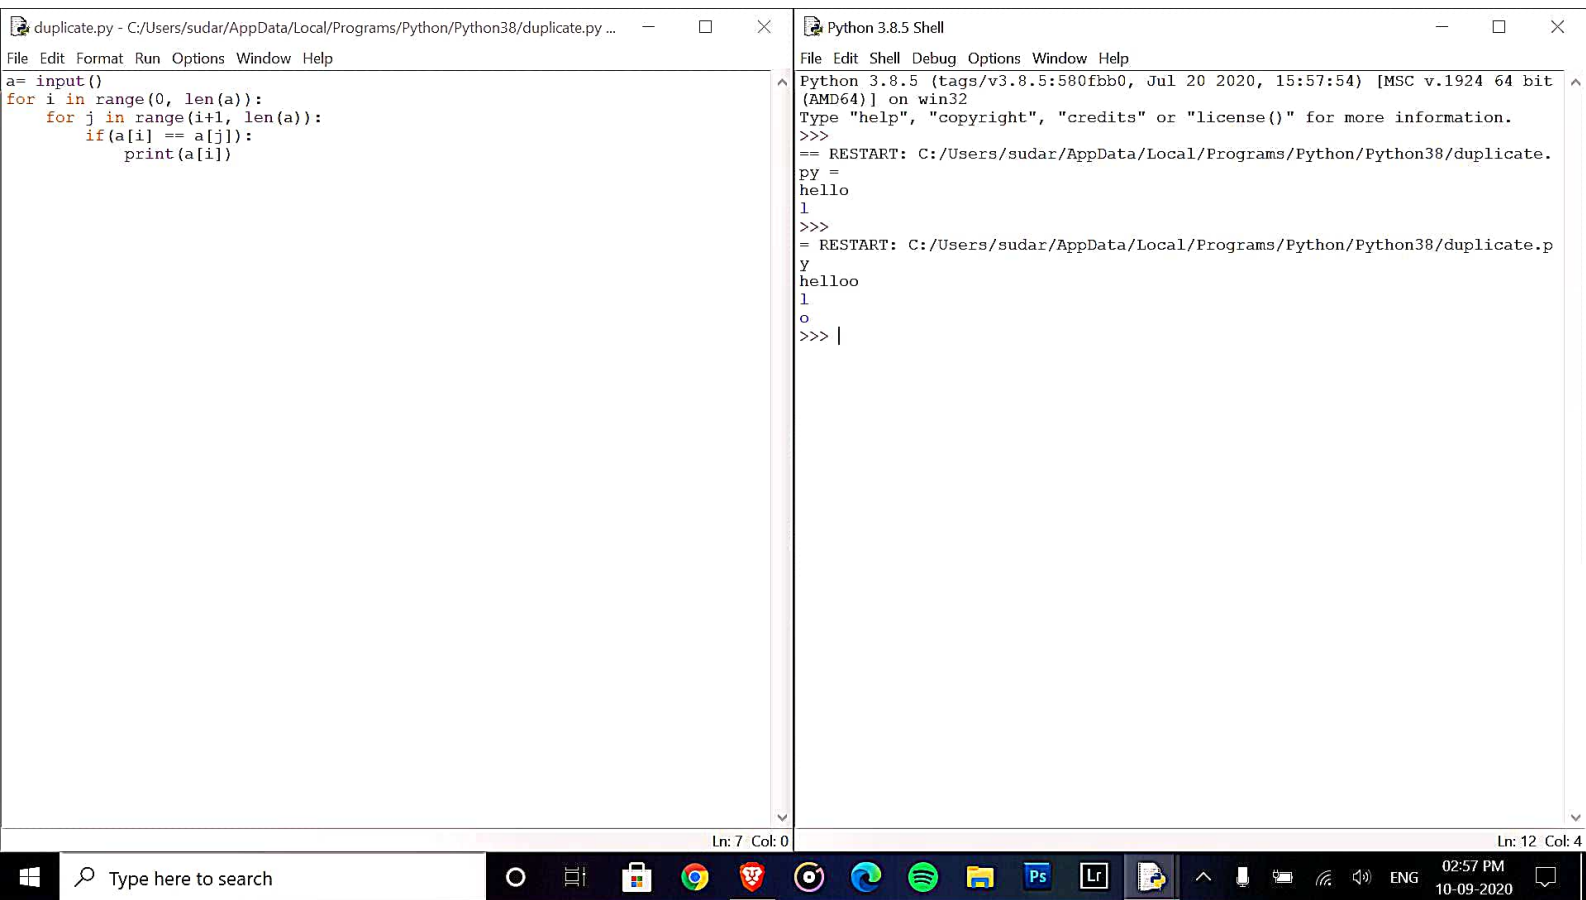 duplicate.py - C:/Users/sudar/AppData/Local/Programs/Python/Python38/duplicate.py ...
File Edit Format Run Options Window Help
a= input()
for i in range(0, len(a)):
    for j in range(i+1, len(a)):
        if(a[i] == a[j]):
            print(a[i])
Ln: 7 Col: 0
Python 3.8.5 Shell
File Edit Shell Debug Options Window Help
Python 3.8.5 (tags/v3.8.5:580fbb0, Jul 20 2020, 15:57:54) [MSC v.1924 64 bit
(AMD64)] on win32
Type "help", "copyright", "credits" or "license()" for more information.
>>>
== RESTART: C:/Users/sudar/AppData/Local/Programs/Python/Python38/duplicate.
py =
hello
l
>>>
= RESTART: C:/Users/sudar/AppData/Local/Programs/Python/Python38/duplicate.p
y
helloo
l
o
>>>
Ln: 12 Col: 4
Type here to search
Ps
Lr
ENG
02:57 PM
10-09-2020